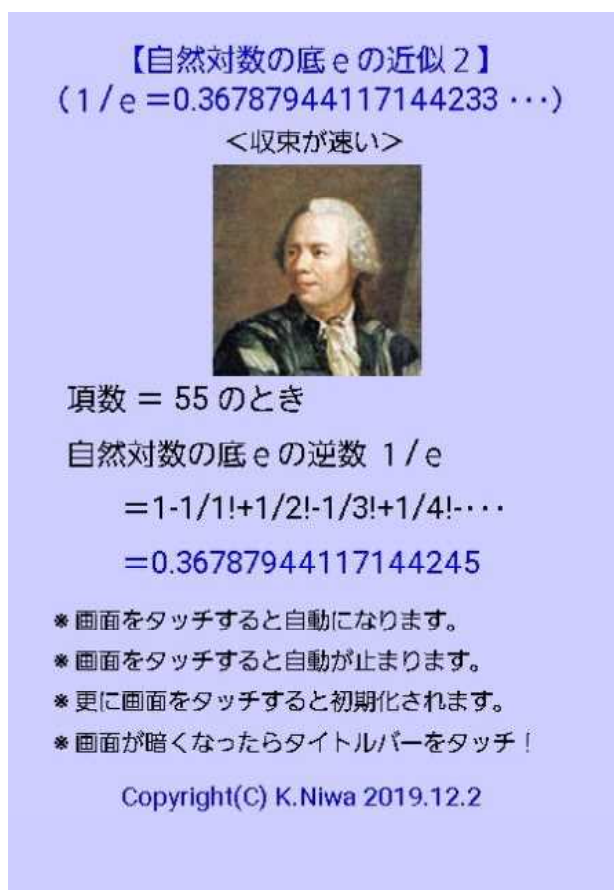 【自然対数の底ｅの近似２】
（１/ｅ＝0.36787944117144233 ･･･）
＜収束が速い＞
項数 ＝ 55 のとき
自然対数の底ｅの逆数 １/ｅ
＝1-1/1!+1/2!-1/3!+1/4!-････
＝0.36787944117144245
※画面をタッチすると自動になります。
※画面をタッチすると自動が止まります。
※更に画面をタッチすると初期化されます。
※画面が暗くなったらタイトルバーをタッチ！
Copyright(C) K.Niwa 2019.12.2